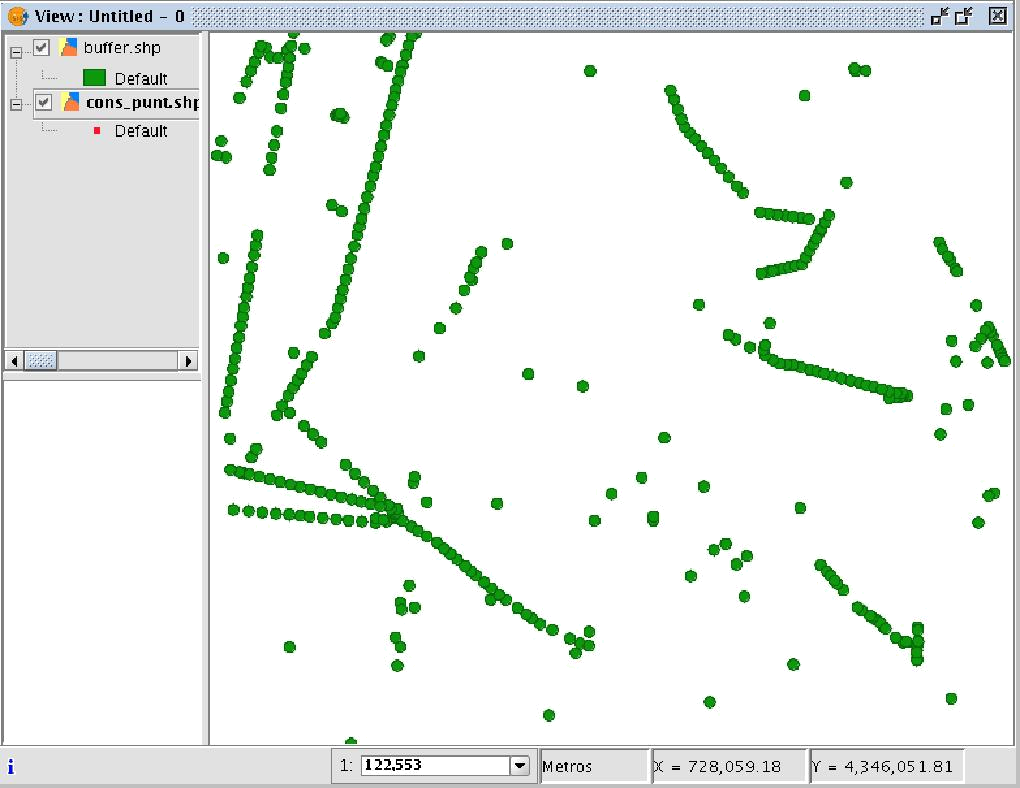 View : Untitled - 0
buffer.shp
Default
cons_punt.shp
Default
1: 122,553 Metros X = 728,059.18 Y = 4,346,051.81